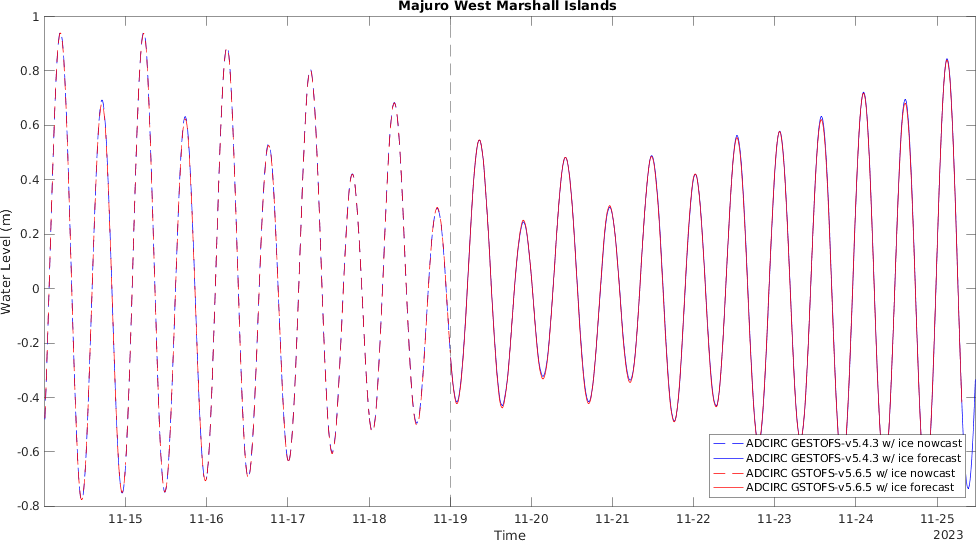 Majuro West Marshall Islands
Water Level (m)
1
0.8
0.6
0.4
0.2
0
-0.2
-0.4
-0.6
-0.8
ADCIRC GESTOFS-v5.4.3 w/ ice nowcast
ADCIRC GESTOFS-v5.4.3 w/ ice forecast
ADCIRC GSTOFS-v5.6.5 w/ ice nowcast
ADCIRC GSTOFS-v5.6.5 w/ ice forecast
11-15 11-16 11-17 11-18 11-19 11-20 11-21 11-22 11-23 11-24 11-25
Time
2023